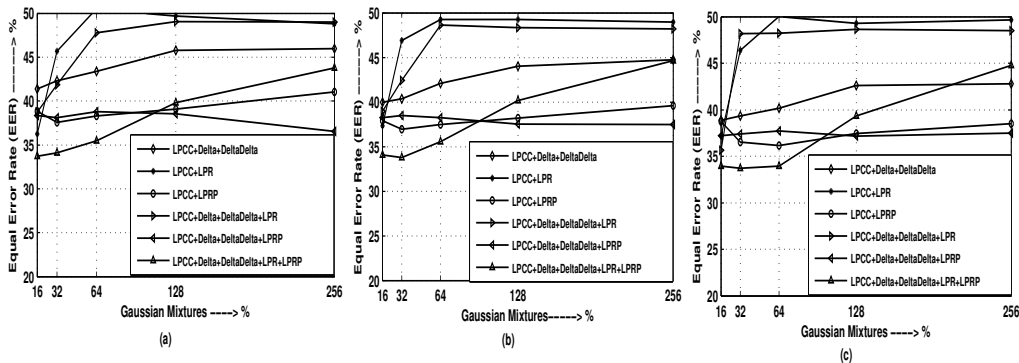 50
45
40
35
30
25
20
Equal Error Rate (EER) ------> %
16 32 64 128 256
Gaussian Mixtures ----> %
LPCC+Delta+DeltaDelta
LPCC+LPR
LPCC+LPRP
LPCC+Delta+DeltaDelta+LPR
LPCC+Delta+DeltaDelta+LPRP
LPCC+Delta+DeltaDelta+LPR+LPRP
(a)
50
45
40
35
30
25
20
Equal Error Rate (EER) ------> %
16 32 64 128 256
Gaussian Mixtures-----> %
LPCC+Delta+DeltaDelta
LPCC+LPR
LPCC+LPRP
LPCC+Delta+DeltaDelta+LPR
LPCC+Delta+DeltaDelta+LPRP
LPCC+Delta+DeltaDelta+LPR+LPRP
(b)
50
45
40
35
30
25
20
Equal Error Rate (EER) ------> %
16 32 64 128 256
Gaussian Mixtures ----> %
LPCC+Delta+DeltaDelta
LPCC+LPR
LPCC+LPRP
LPCC+Delta+DeltaDelta+LPR
LPCC+Delta+DeltaDelta+LPRP
LPCC+Delta+DeltaDelta+LPR+LPRP
(c)